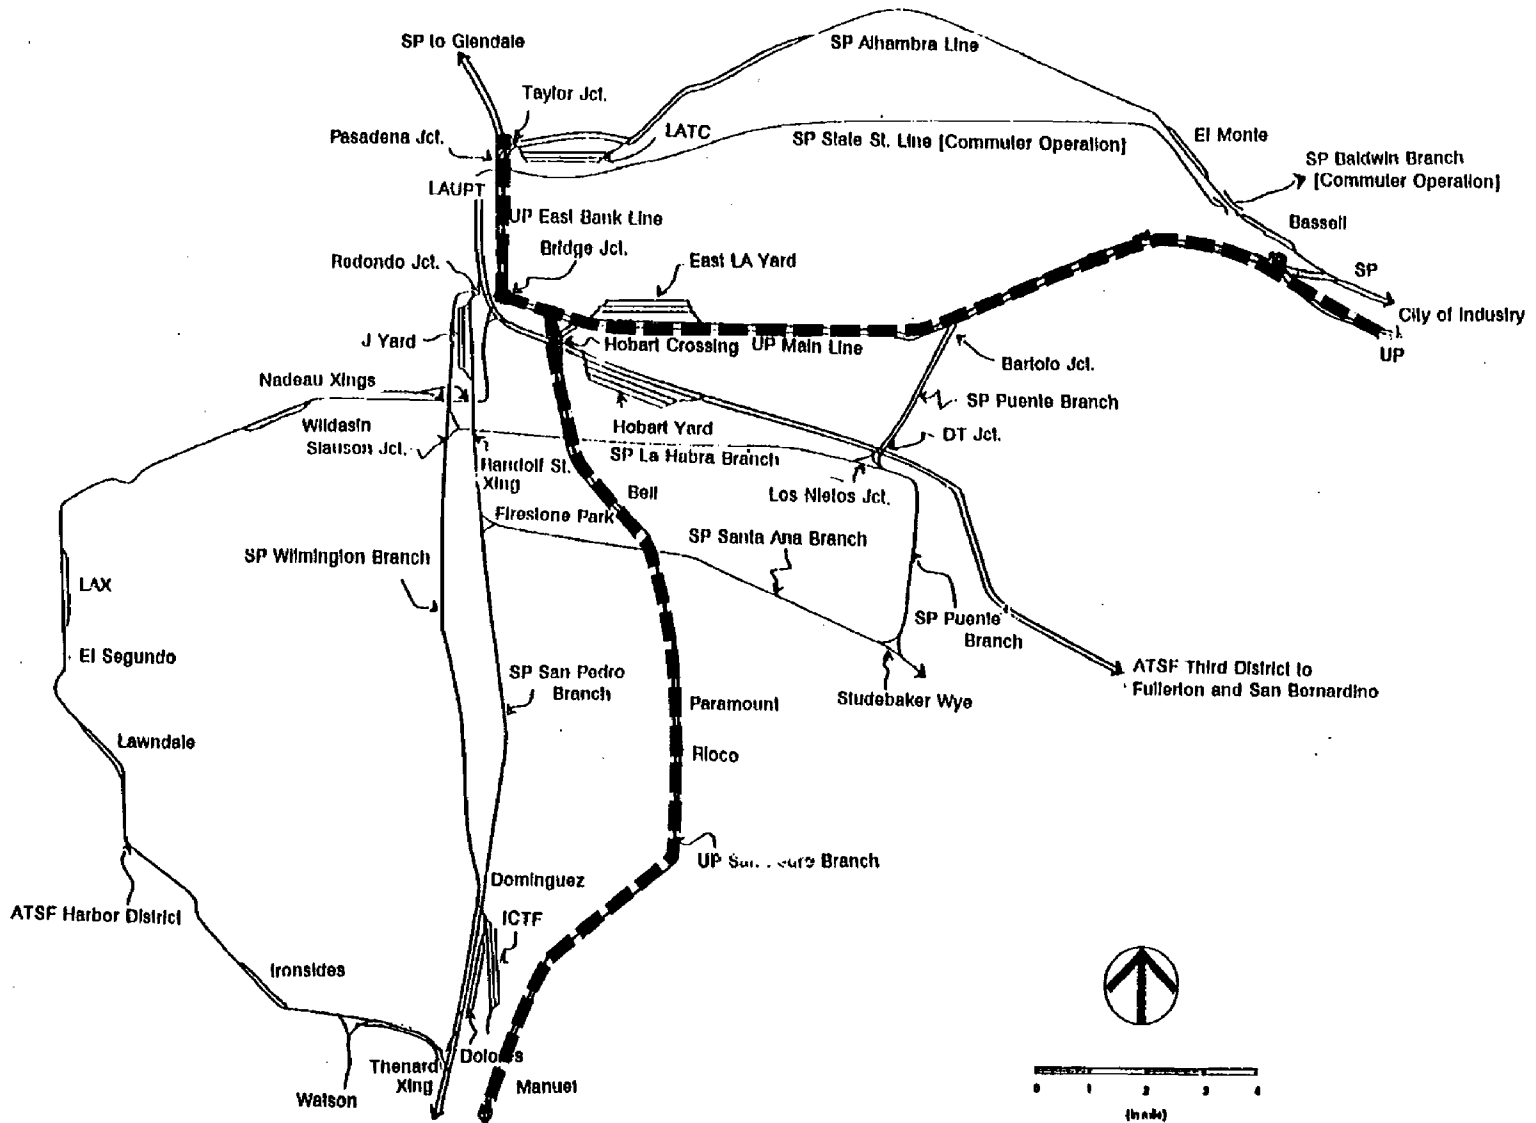 SP to Glendale
SP Alhambra Line
Taylor Jct.
Pasadena Jct.
LATC
SP State St. Line [Commuter Operation]
El Monte
SP Baldwin Branch
[Commuter Operation]
LAUPT
UP East Bank Line
Bassett
Bridge Jct.
Redondo Jct.
East LA Yard
SP
City of Industry
J Yard
Hobart Crossing
UP Main Line
UP
Bartolo Jct.
Nadeau Xings
SP Puente Branch
Wildasin
Hobart Yard
DT Jct.
Slauson Jct.
SP La Habra Branch
Randolf St.
Xing
Bell
Los Nietos Jct.
Firestone Park
SP Santa Ana Branch
SP Wilmington Branch
LAX
SP Puente
Branch
El Segundo
SP San Pedro
Branch
ATSF Third District to
Fullerton and San Bernardino
Studebaker Wye
Paramount
Lawndale
Rioco
UP Branch
Dominguez
ATSF Harbor District
ICTF
Ironsides
Dolores
Thenard
Xing
Manuel
Watson
0 1 2 3 4